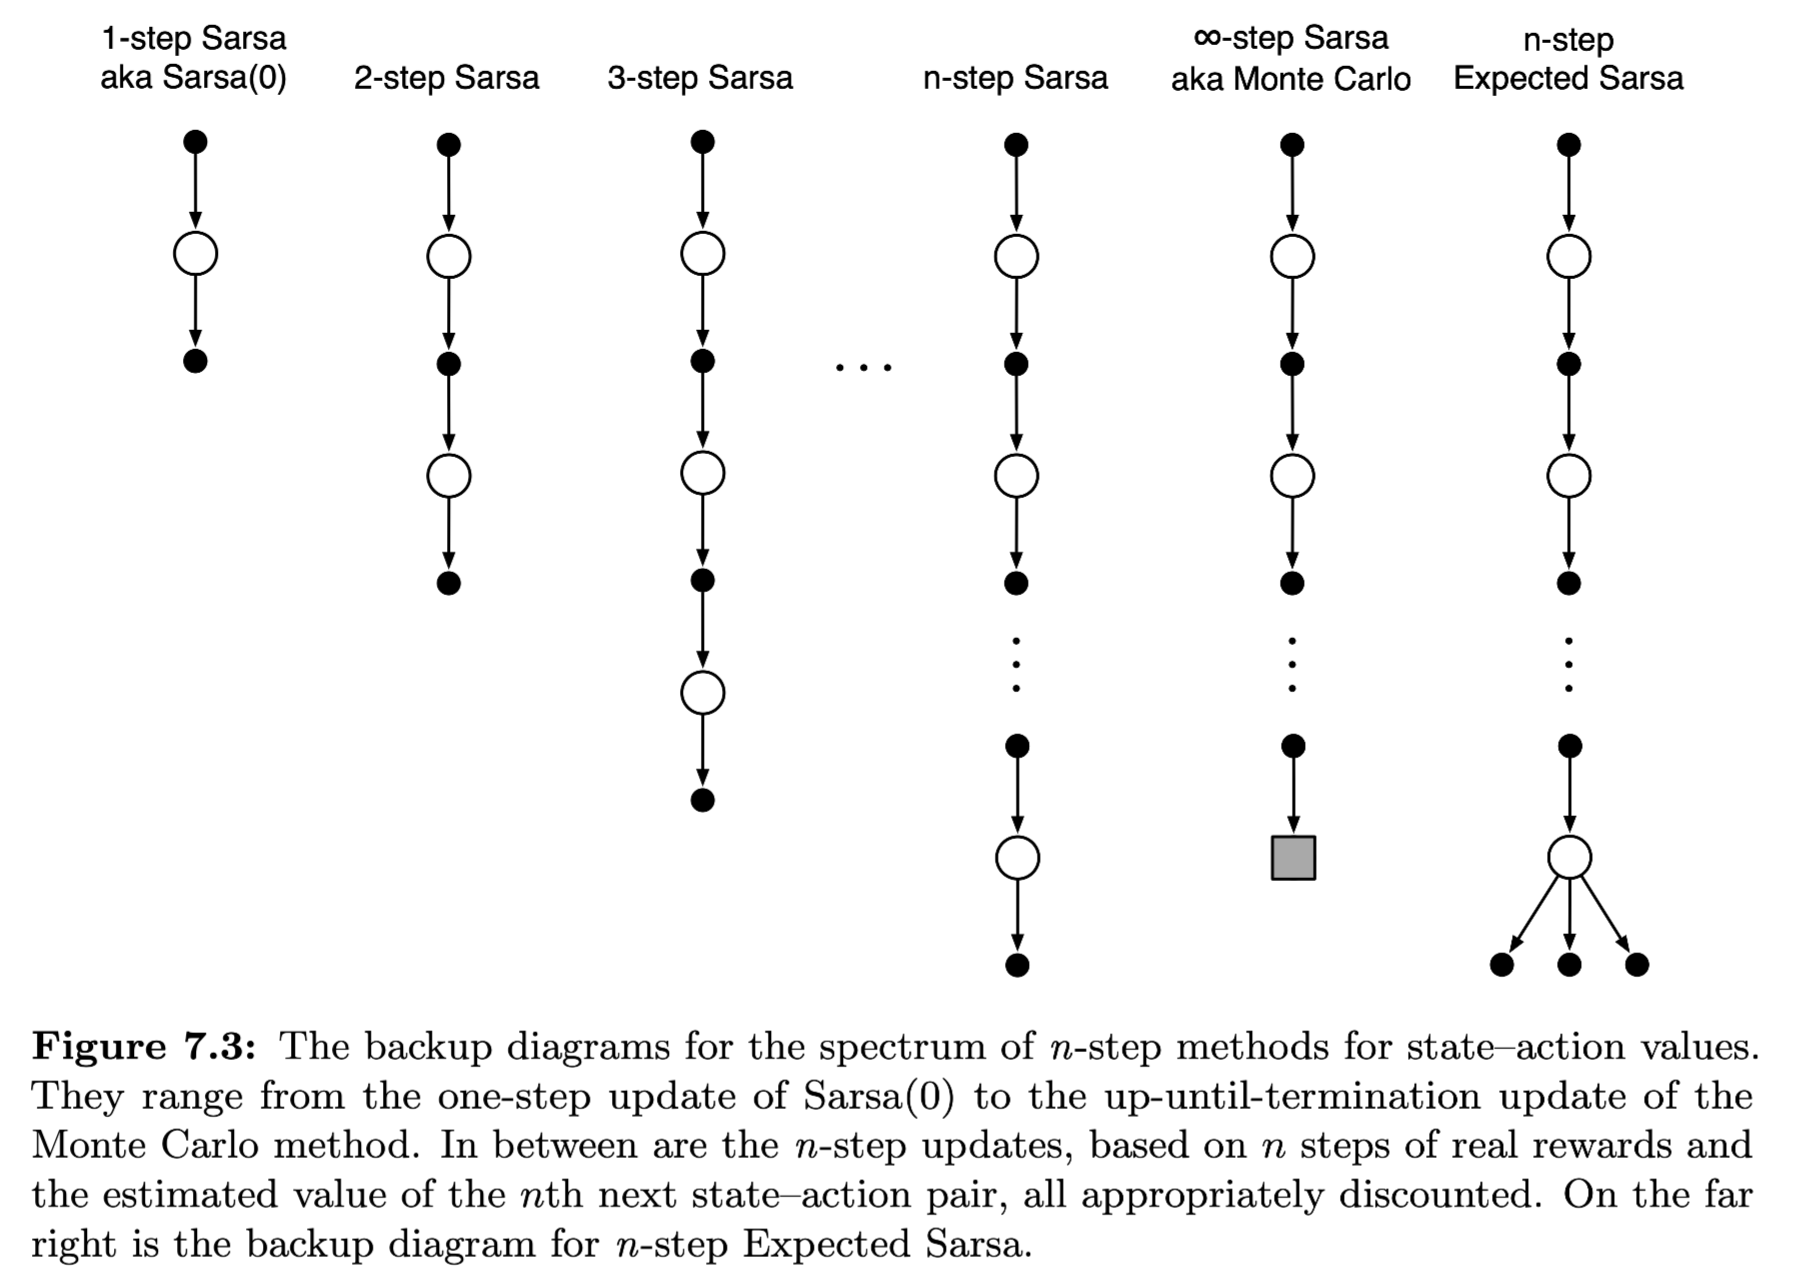 1-step Sarsa
aka Sarsa(0)
2-step Sarsa
3-step Sarsa
n-step Sarsa
∞-step Sarsa
aka Monte Carlo
n-step
Expected Sarsa
. . .
Figure 7.3: The backup diagrams for the spectrum of n-step methods for state–action values.
They range from the one-step update of Sarsa(0) to the up-until-termination update of the
Monte Carlo method. In between are the n-step updates, based on n steps of real rewards and
the estimated value of the nth next state–action pair, all appropriately discounted. On the far
right is the backup diagram for n-step Expected Sarsa.